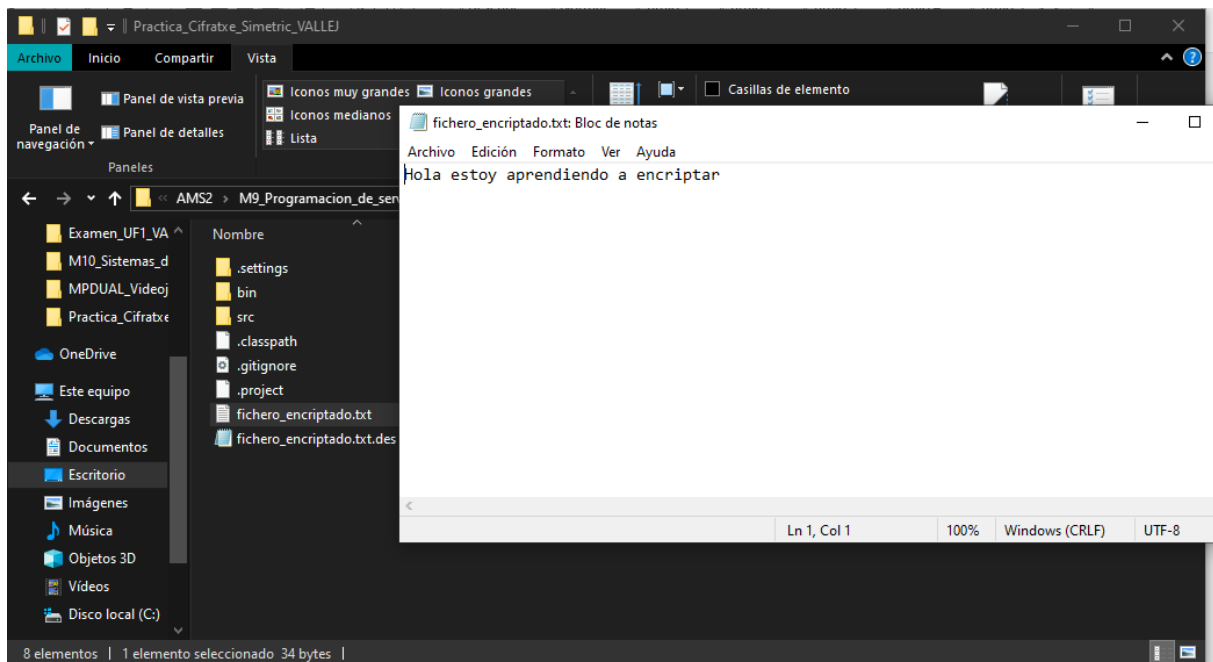 Practica_Cifratxe_Simetric_VALLEJ
Archivo Inicio Compartir Vista
Panel de navegación
Panel de vista previa
Panel de detalles
Paneles
Iconos muy grandes Iconos grandes
Iconos medianos
Lista
Casillas de elemento
fichero_encriptado.txt: Bloc de notas
Archivo Edición Formato Ver Ayuda
Hola estoy aprendiendo a encriptar
Ln 1, Col 1 100% Windows (CRLF) UTF-8
« AMS2 > M9_Programacion_de_ser
Examen_UF1_VA
M10_Sistemas_d
MPDUAL_Videoj
Practica_Cifratxe
OneDrive
Este equipo
Descargas
Documentos
Escritorio
Imágenes
Música
Objetos 3D
Vídeos
Disco local (C:)
Nombre
.settings
bin
src
.classpath
.gitignore
.project
fichero_encriptado.txt
fichero_encriptado.txt.des
8 elementos | 1 elemento seleccionado 34 bytes |